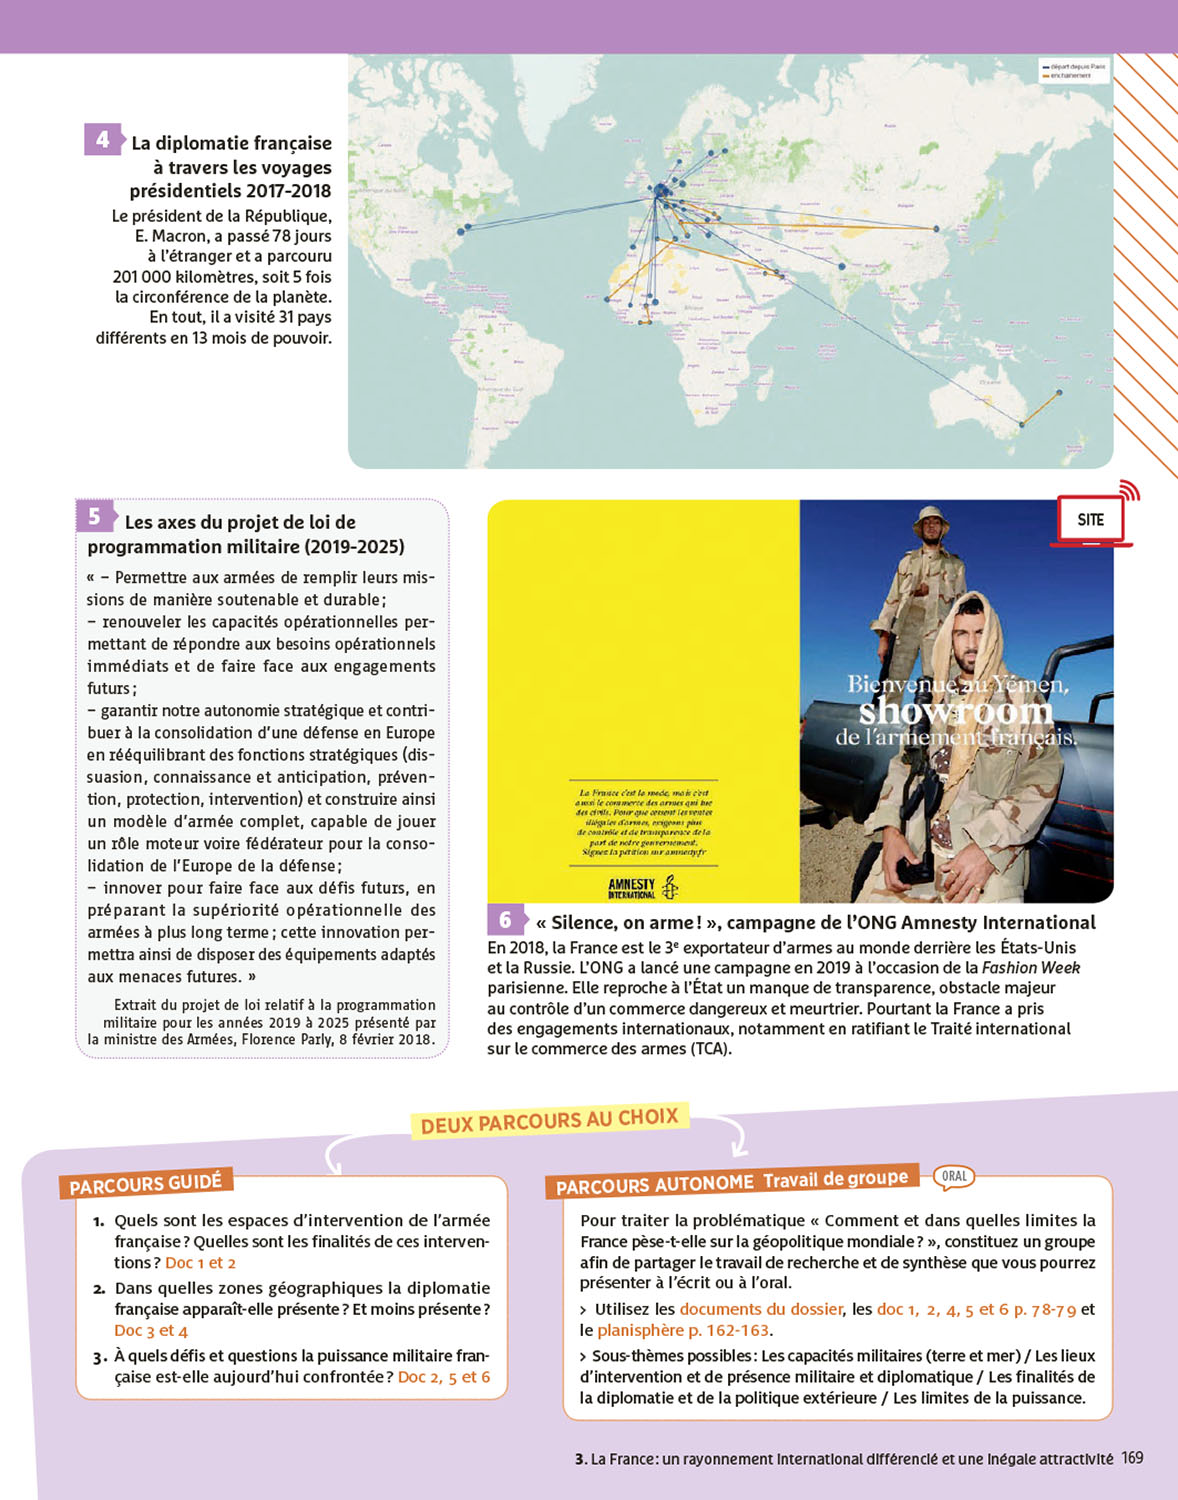 départ depuis Paris
enchaînement
4 La diplomatie française
à travers les voyages
présidentiels 2017-2018
Le président de la République,
E. Macron, a passé 78 jours
à l'étranger et a parcouru
201 000 kilomètres, soit 5 fois
la circonférence de la planète.
En tout, il a visité 31 pays
différents en 13 mois de pouvoir.
Océanie
5 Les axes du projet de loi de
programmation militaire (2019-2025)
« – Permettre aux armées de remplir leurs mis-
sions de manière soutenable et durable ;
– renouveler les capacités opérationnelles per-
mettant de répondre aux besoins opérationnels
immédiats et de faire face aux engagements
futurs ;
– garantir notre autonomie stratégique et contri-
buer à la consolidation d'une défense en Europe
en rééquilibrant des fonctions stratégiques (dis-
suasion, connaissance et anticipation, préven-
tion, protection, intervention) et construire ainsi
un modèle d'armée complet, capable de jouer
un rôle moteur voire fédérateur pour la conso-
lidation de l'Europe de la défense ;
– innover pour faire face aux défis futurs, en
préparant la supériorité opérationnelle des
armées à plus long terme ; cette innovation per-
mettra ainsi de disposer des équipements adaptés
aux menaces futures. »
Extrait du projet de loi relatif à la programmation
militaire pour les années 2019 à 2025 présenté par
la ministre des Armées, Florence Parly, 8 février 2018.
SITE
Bienvenue au Yémen,
showroom
de l'armement français.
La France c'est la mode, mais c'est
aussi le commerce des armes qui tue
des civils. Pour que cessent les ventes
illégales d'armes, exigeons plus
de contrôle et de transparence de la
part de notre gouvernement.
Signez la pétition sur amnesty.fr
AMNESTY
INTERNATIONAL
6 « Silence, on arme ! », campagne de l'ONG Amnesty International
En 2018, la France est le 3e exportateur d'armes au monde derrière les États-Unis
et la Russie. L'ONG a lancé une campagne en 2019 à l'occasion de la Fashion Week
parisienne. Elle reproche à l'État un manque de transparence, obstacle majeur
au contrôle d'un commerce dangereux et meurtrier. Pourtant la France a pris
des engagements internationaux, notamment en ratifiant le Traité international
sur le commerce des armes (TCA).
DEUX PARCOURS AU CHOIX
PARCOURS GUIDÉ
1. Quels sont les espaces d'intervention de l'armée
française ? Quelles sont les finalités de ces interven-
tions ? Doc 1 et 2
2. Dans quelles zones géographiques la diplomatie
française apparaît-elle présente ? Et moins présente ?
Doc 3 et 4
3. À quels défis et questions la puissance militaire fran-
çaise est-elle aujourd'hui confrontée ? Doc 2, 5 et 6
PARCOURS AUTONOME Travail de groupe ORAL
Pour traiter la problématique « Comment et dans quelles limites la
France pèse-t-elle sur la géopolitique mondiale ? », constituez un groupe
afin de partager le travail de recherche et de synthèse que vous pourrez
présenter à l'écrit ou à l'oral.
> Utilisez les documents du dossier, les doc 1, 2, 4, 5 et 6 p. 78-79 et
le planisphère p. 162-163.
> Sous-thèmes possibles : Les capacités militaires (terre et mer) / Les lieux
d'intervention et de présence militaire et diplomatique / Les finalités de
la diplomatie et de la politique extérieure / Les limites de la puissance.
3. La France : un rayonnement international différencié et une inégale attractivité 169